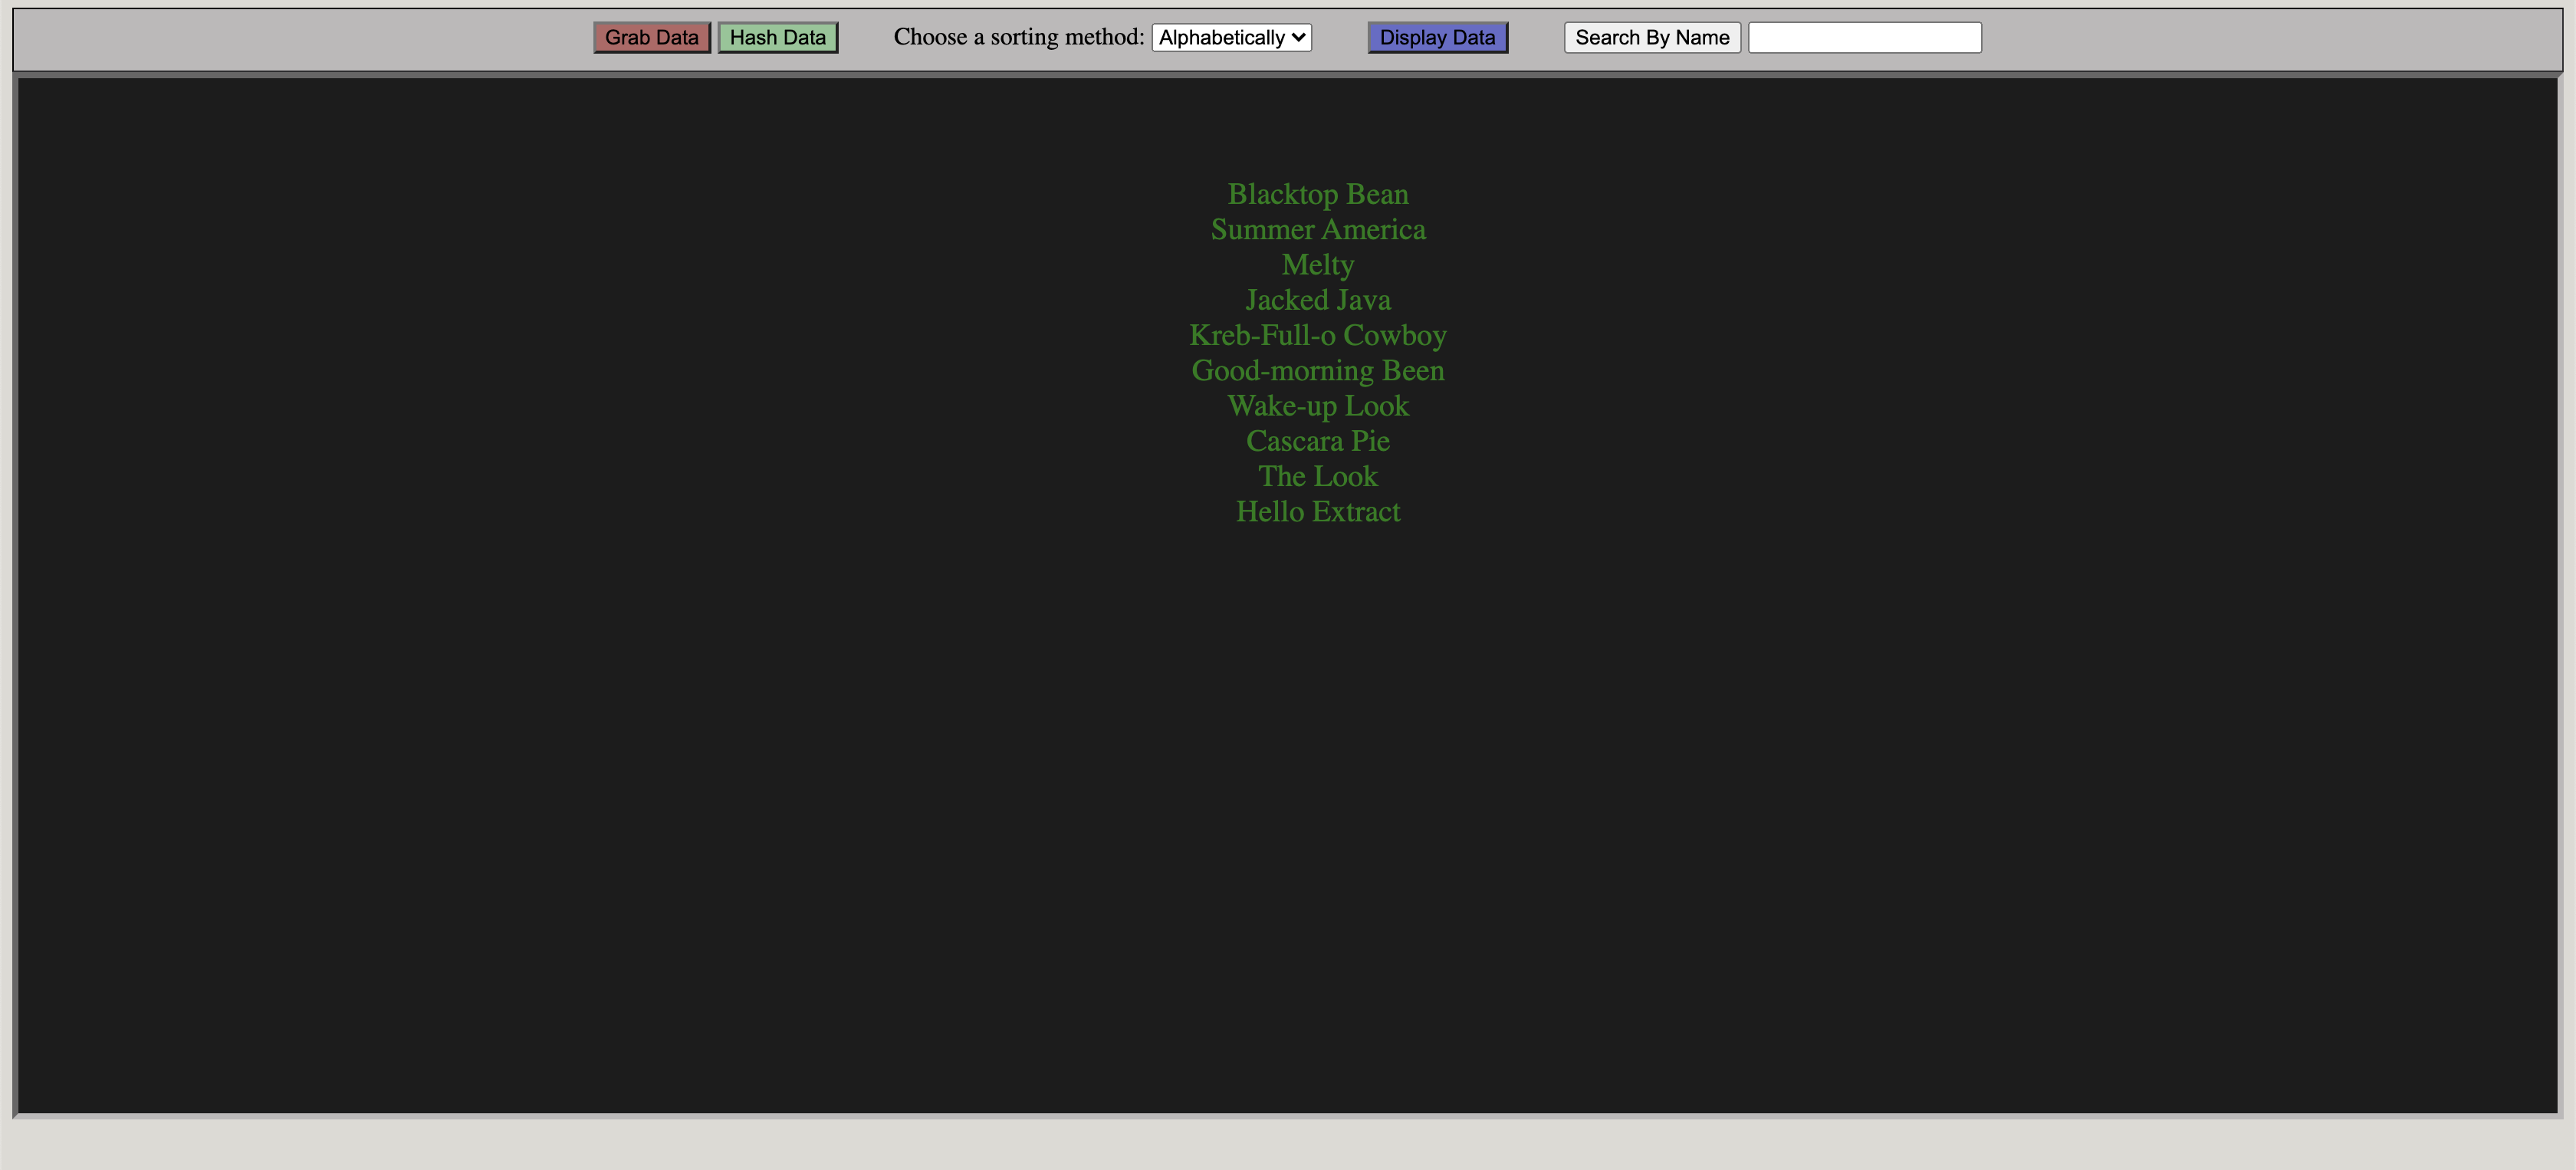 Grab Data Hash Data Choose a sorting method: Alphabetically Display Data Search By Name
Blacktop Bean
Summer America
Melty
Jacked Java
Kreb-Full-o Cowboy
Good-morning Been
Wake-up Look
Cascara Pie
The Look
Hello Extract